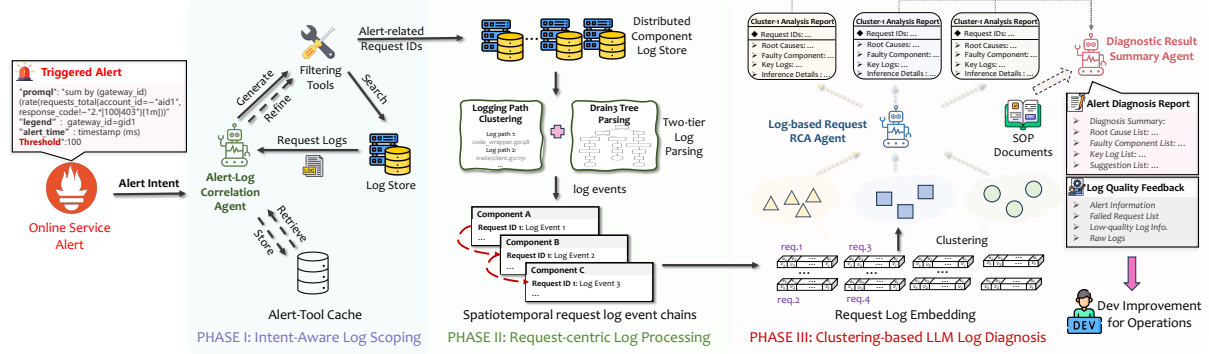 Triggered Alert
"promql": "sum by (gateway_id)
(rate(requests_total{account_id=~"aid1",
response_code!~"2.*|100|403"}[1m]))"
"legend" : gateway_id=gid1
"alert_time" : timestamp (ms)
Threshold":100
Online Service
Alert
Alert Intent
Alert-Log
Correlation
Agent
Generate
Refine
Filtering
Tools
Search
Request Logs
Log Store
Retrieve
Store
Alert-Tool Cache
PHASE I: Intent-Aware Log Scoping
Alert-related
Request IDs
Distributed
Component
Log Store
Logging Path
Clustering
Log path 1:
code_wrapper.go:48
Log path 2:
trade/client.go:191
...
Drain3 Tree
Parsing
Two-tier
Log
Parsing
log events
Component A
Request ID 1: Log Event 1
...
Component B
Request ID 1: Log Event 2
...
Component C
Request ID 1: Log Event 3
...
Spatiotemporal request log event chains
PHASE II: Request-centric Log Processing
Cluster-1 Analysis Report
Request IDs: ...
Root Causes: ...
Faulty Component: ...
Key Logs: ...
Inference Details : ...
Cluster-1 Analysis Report
Request IDs: ...
Root Causes: ...
Faulty Component: ...
Key Logs: ...
Inference Details : ...
Cluster-1 Analysis Report
Request IDs: ...
Root Causes: ...
Faulty Component: ...
Key Logs: ...
Inference Details : ...
Log-based Request
RCA Agent
SOP
Documents
Clustering
req.1
req.3
...
...
req.2
req.4
Request Log Embedding
PHASE III: Clustering-based LLM Log Diagnosis
Diagnostic Result
Summary Agent
Alert Diagnosis Report
Diagnosis Summary:
Root Cause List: ...
Faulty Component List: ...
Key Log List: ...
Suggestion List: ...
Log Quality Feedback
Alert Information
Failed Request List
Low-quality Log Info.
Raw Logs
DEV
Dev Improvement
for Operations